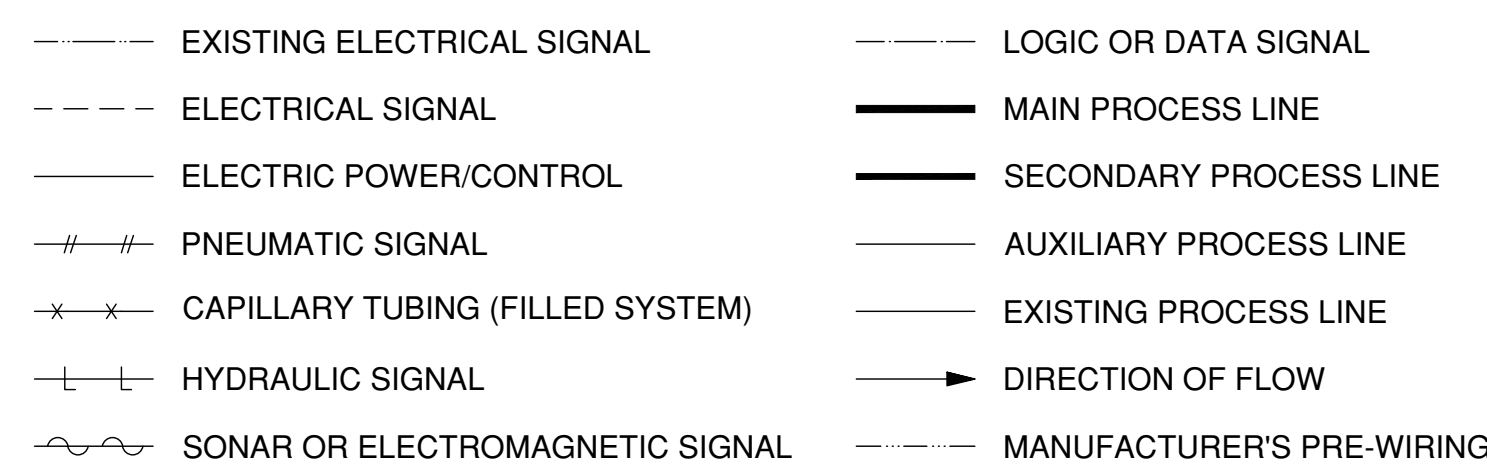 EXISTING ELECTRICAL SIGNAL
ELECTRICAL SIGNAL
ELECTRIC POWER/CONTROL
PNEUMATIC SIGNAL
CAPILLARY TUBING (FILLED SYSTEM)
HYDRAULIC SIGNAL
SONAR OR ELECTROMAGNETIC SIGNAL
LOGIC OR DATA SIGNAL
MAIN PROCESS LINE
SECONDARY PROCESS LINE
AUXILIARY PROCESS LINE
EXISTING PROCESS LINE
DIRECTION OF FLOW
MANUFACTURER'S PRE-WIRING